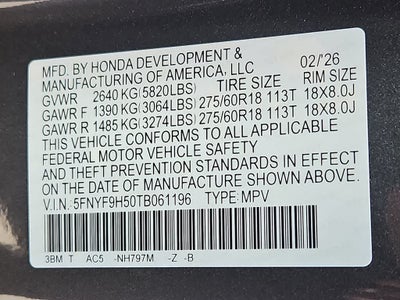 MFD. BY HONDA DEVELOPMENT &
MANUFACTURING OF AMERICA, LLC 02/'26
GVWR 2640 KG(5820LBS) TIRE SIZE RIM SIZE
GAWR F 1390 KG(3064LBS) 275/60R18 113T 18X8.0J
GAWR R 1485 KG(3274LBS) 275/60R18 113T 18X8.0J
THIS VEHICLE CONFORMS TO ALL APPLICABLE
FEDERAL MOTOR VEHICLE SAFETY
AND THEFT PREVENTION STANDARDS IN EFFECT ON
THE DATE OF MANUFACTURE SHOWN ABOVE.
V.I.N. 5FNYF9H50TB061196 TYPE: MPV
3BM T AC5 -NH797M -Z -B